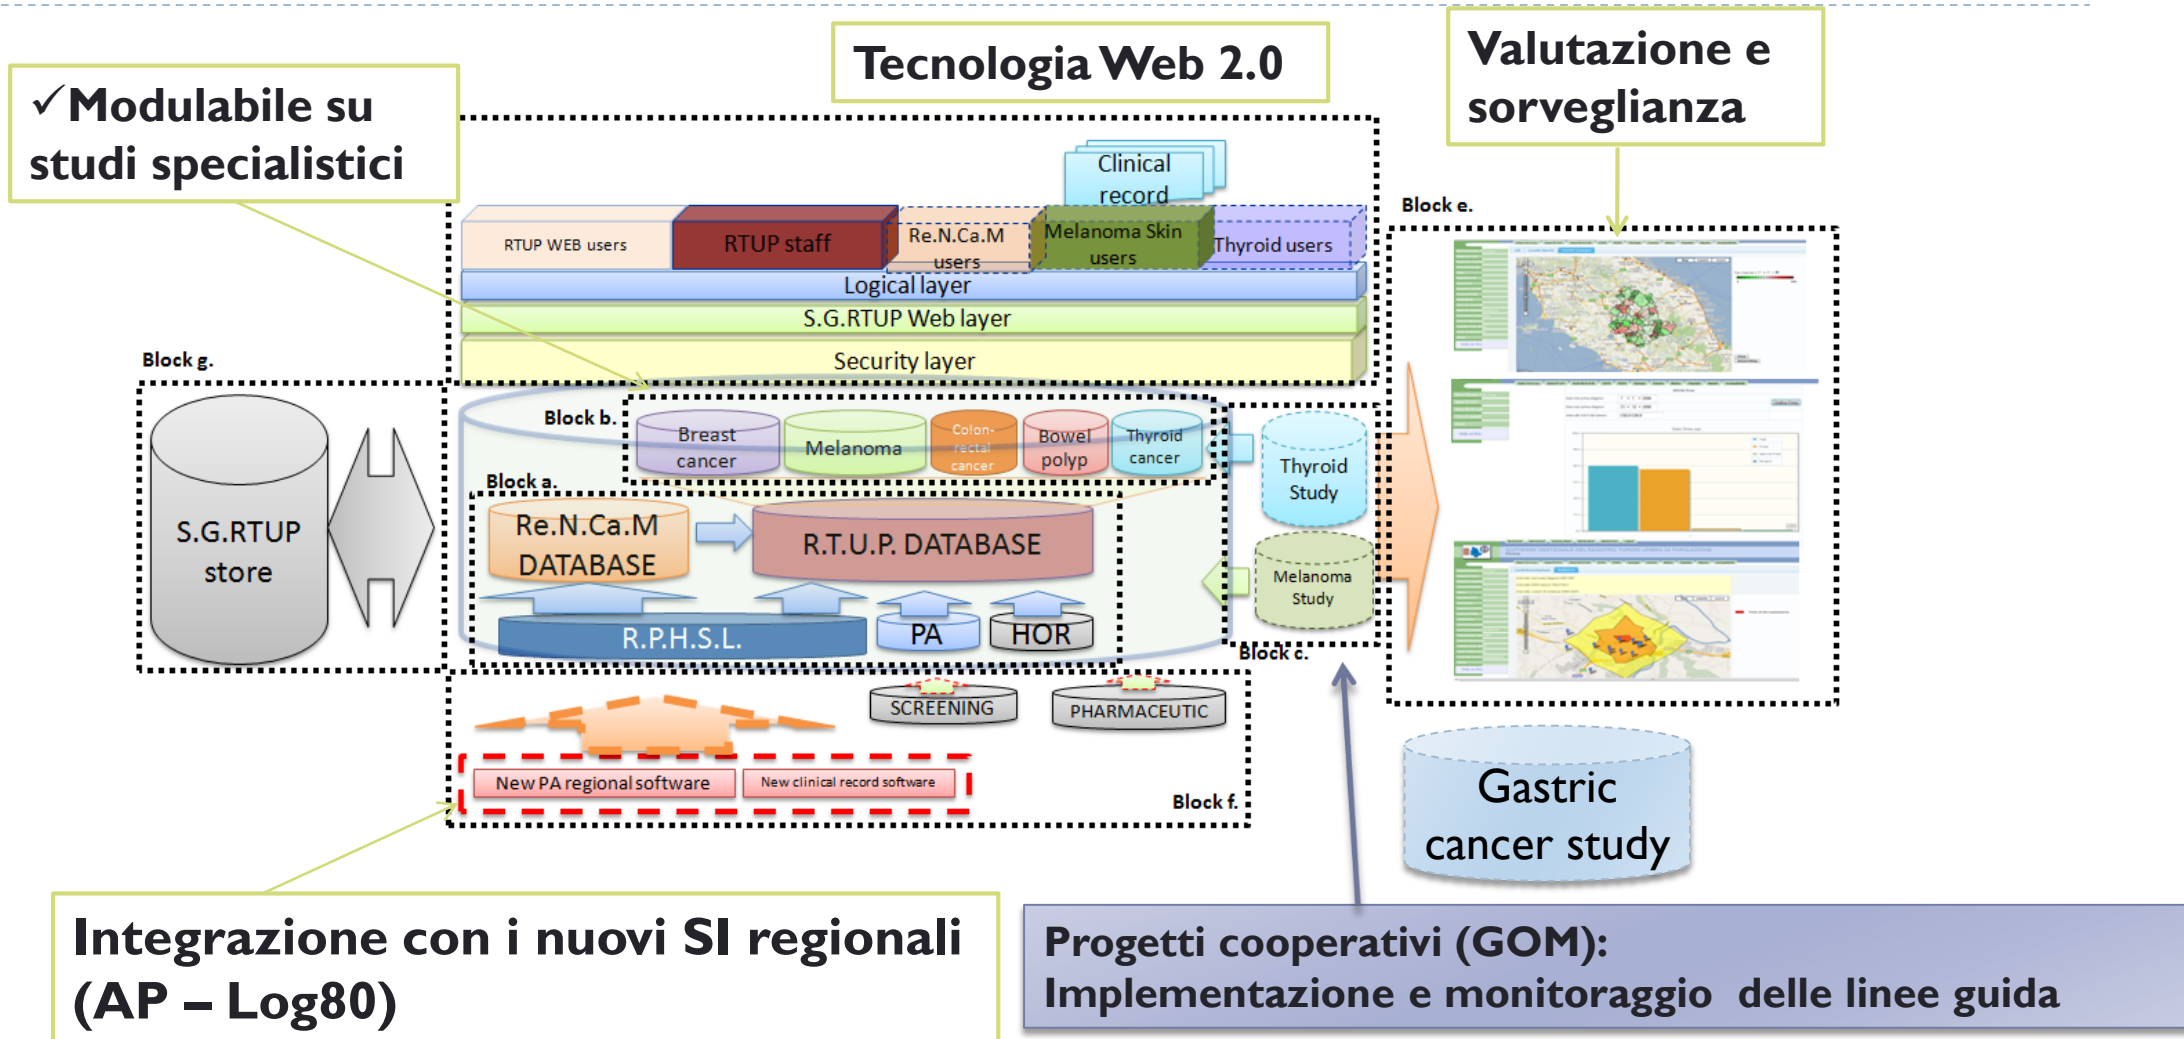 Tecnologia Web 2.0
Valutazione e
sorveglianza
✓Modulabile su
studi specialistici
Clinical
record
Block e.
RTUP WEB users
RTUP staff
Re.N.Ca.M
users
Melanoma Skin
users
Thyroid users
Logical layer
S.G.RTUP Web layer
Security layer
Block g.
S.G.RTUP
store
Block b.
Breast
cancer
Melanoma
Colon-
rectal
cancer
Bowel
polyp
Thyroid
cancer
Thyroid
Study
Melanoma
Study
Block c.
Block a.
Re.N.Ca.M
DATABASE
R.T.U.P. DATABASE
R.P.H.S.L.
PA
HOR
SCREENING
PHARMACEUTIC
New PA regional software
New clinical record software
Block f.
Gastric
cancer study
Integrazione con i nuovi SI regionali
(AP – Log80)
Progetti cooperativi (GOM):
Implementazione e monitoraggio delle linee guida